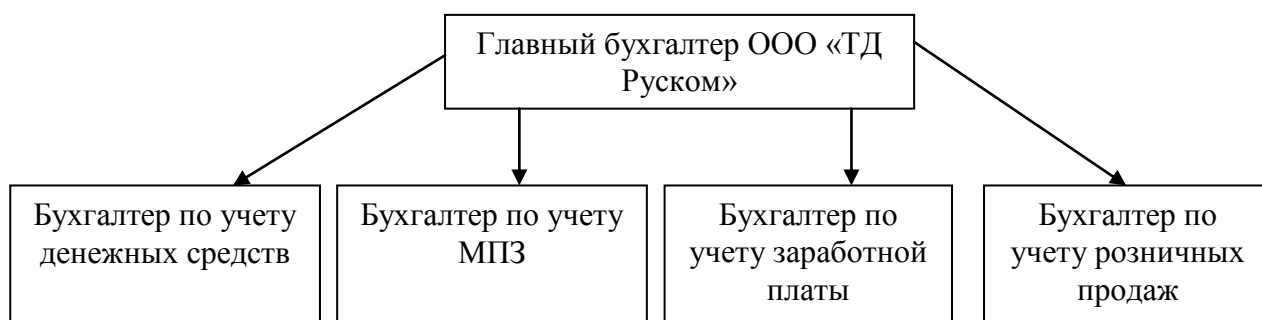 Главный бухгалтер ООО «ТД
Руском»
Бухгалтер по учету
денежных средств
Бухгалтер по учету
МПЗ
Бухгалтер по
учету заработной
платы
Бухгалтер по
учету розничных
продаж